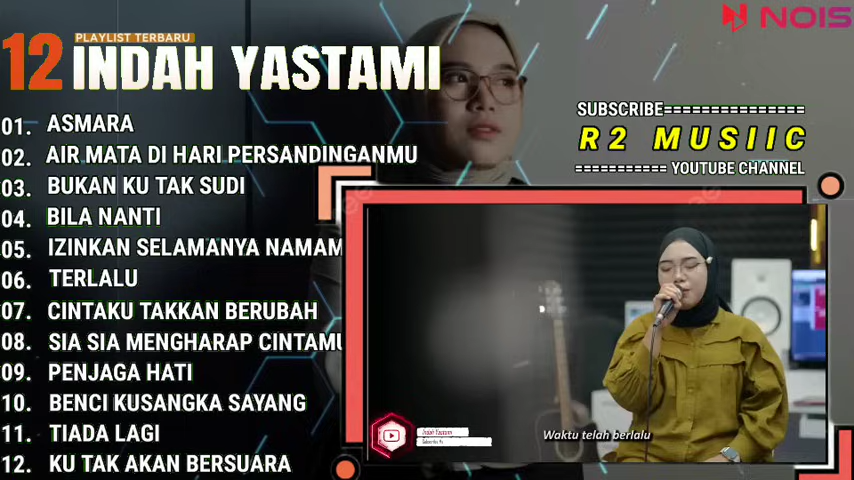 PLAYLIST TERBARU
12 INDAH YASTAMI
NOIS
SUBSCRIBE===============
R2 MUSIIC
=========== YOUTUBE CHANNEL
01. ASMARA
02. AIR MATA DI HARI PERSANDINGANMU
03. BUKAN KU TAK SUDI
04. BILA NANTI
05. IZINKAN SELAMANYA NAMAM
06. TERLALU
07. CINTAKU TAKKAN BERUBAH
08. SIA SIA MENGHARAP CINTAMU
09. PENJAGA HATI
10. BENCI KUSANGKA SAYANG
11. TIADA LAGI
12. KU TAK AKAN BERSUARA
Indah Yastami
Waktu telah berlalu